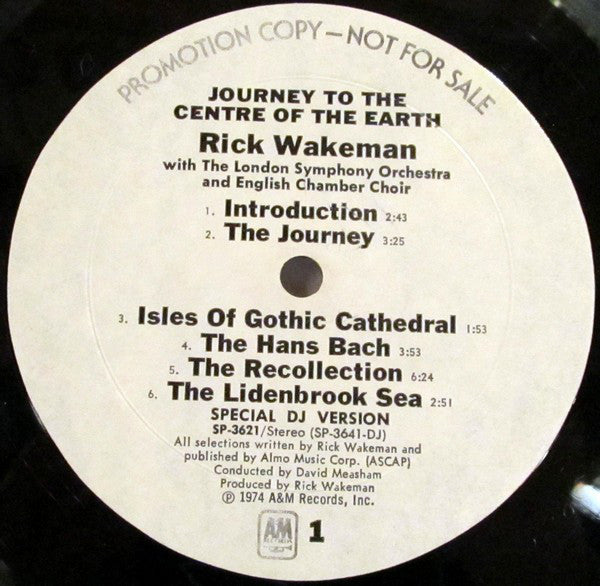 PROMOTION COPY—NOT FOR SALE
JOURNEY TO THE
CENTRE OF THE EARTH
Rick Wakeman
with The London Symphony Orchestra
and English Chamber Choir
1. Introduction 2:43
2. The Journey 3:25
3. Isles Of Gothic Cathedral 1:53
4. The Hans Bach 3:53
5. The Recollection 6:24
6. The Lidenbrook Sea 2:51
SPECIAL DJ VERSION
SP-3621/Stereo (SP-3641-DJ)
All selections written by Rick Wakeman and
published by Almo Music Corp. (ASCAP)
Conducted by David Measham
Produced by Rick Wakeman
℗ 1974 A&M Records, Inc.
AM
RECORDS
1